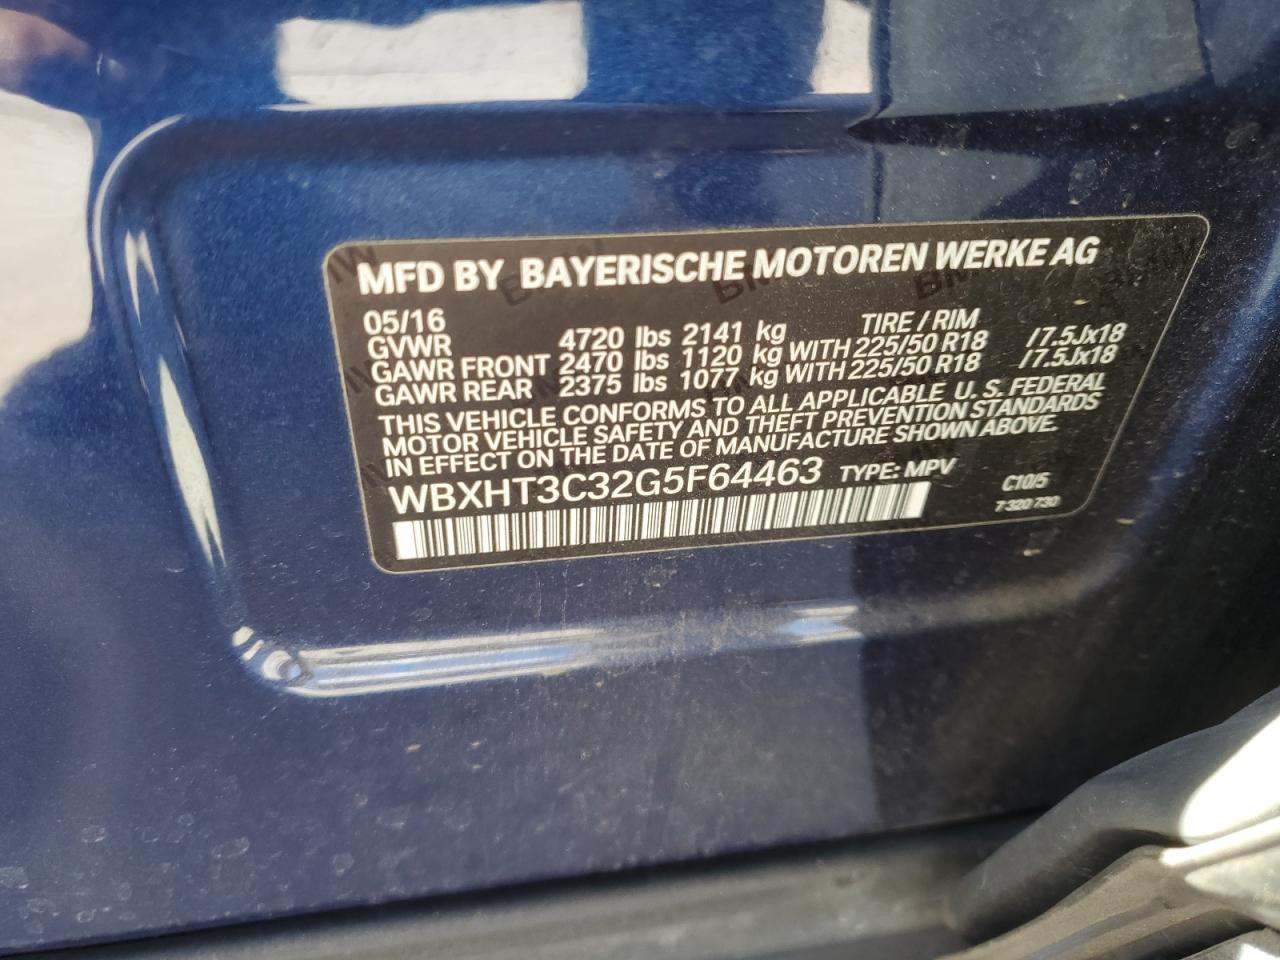 MFD BY BAYERISCHE MOTOREN WERKE AG
05/16 TIRE / RIM
GVWR 4720 lbs 2141 kg
GAWR FRONT 2470 lbs 1120 kg WITH 225/50 R18 /7.5Jx18
GAWR REAR 2375 lbs 1077 kg WITH 225/50 R18 /7.5Jx18
THIS VEHICLE CONFORMS TO ALL APPLICABLE U. S. FEDERAL
MOTOR VEHICLE SAFETY AND THEFT PREVENTION STANDARDS
IN EFFECT ON THE DATE OF MANUFACTURE SHOWN ABOVE.
WBXHT3C32G5F64463 TYPE: MPV
C10/5
7 320 730